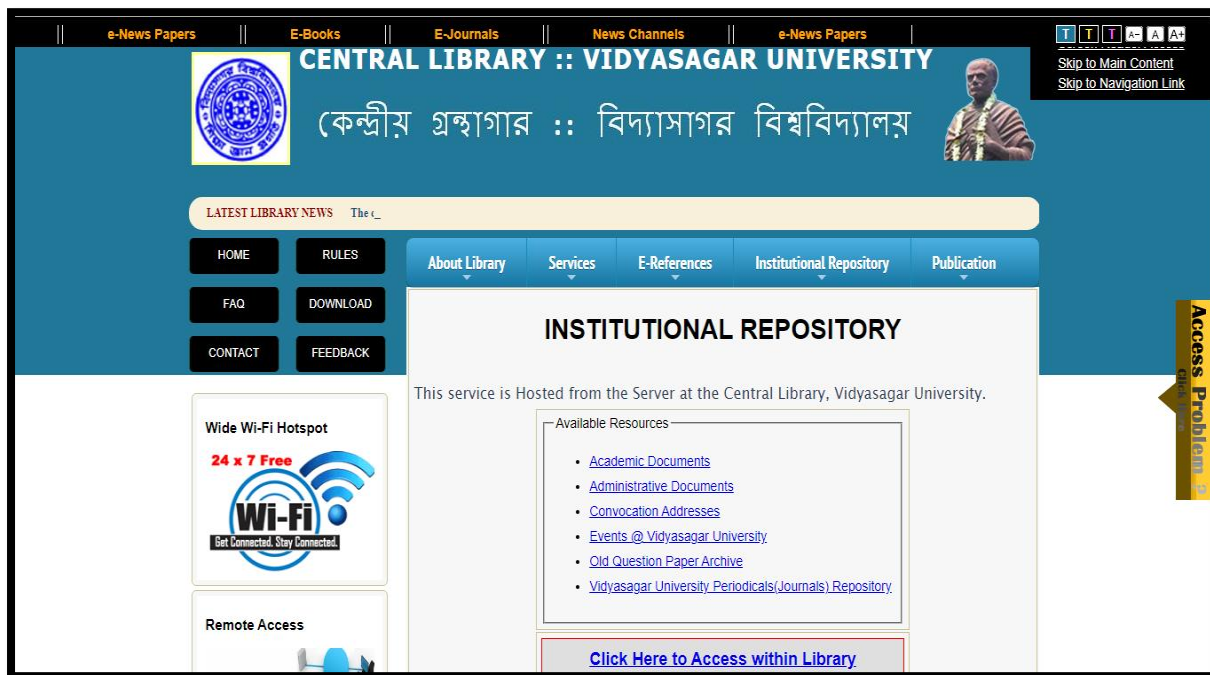 e-News Papers E-Books E-Journals News Channels e-News Papers
T T T A- A A+
Skip to Main Content
Skip to Navigation Link
CENTRAL LIBRARY :: VIDYASAGAR UNIVERSITY
কেন্দ্রীয় গ্রন্থাগার :: বিদ্যাসাগর বিশ্ববিদ্যালয়
LATEST LIBRARY NEWS The
HOME RULES
FAQ DOWNLOAD
CONTACT FEEDBACK
About Library Services E-References Institutional Repository Publication
INSTITUTIONAL REPOSITORY
This service is Hosted from the Server at the Central Library, Vidyasagar University.
Available Resources
Academic Documents
Administrative Documents
Convocation Addresses
Events @ Vidyasagar University
Old Question Paper Archive
Vidyasagar University Periodicals(Journals) Repository
Click Here to Access within Library
Wide Wi-Fi Hotspot
24 x 7 Free
Wi-Fi
Get Connected. Stay Connected.
Remote Access
Access Problem ?
Click Here